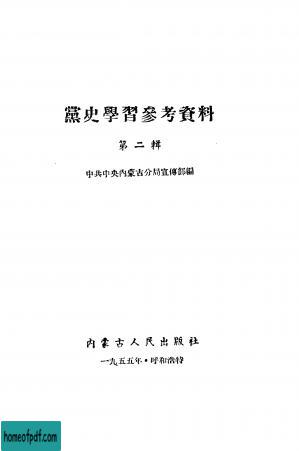 黨史學習參考資料
第二輯
中共中央內蒙古分局宣傳部編
內蒙古人民出版社
一九五五年·呼和浩特
homeofpdf.com